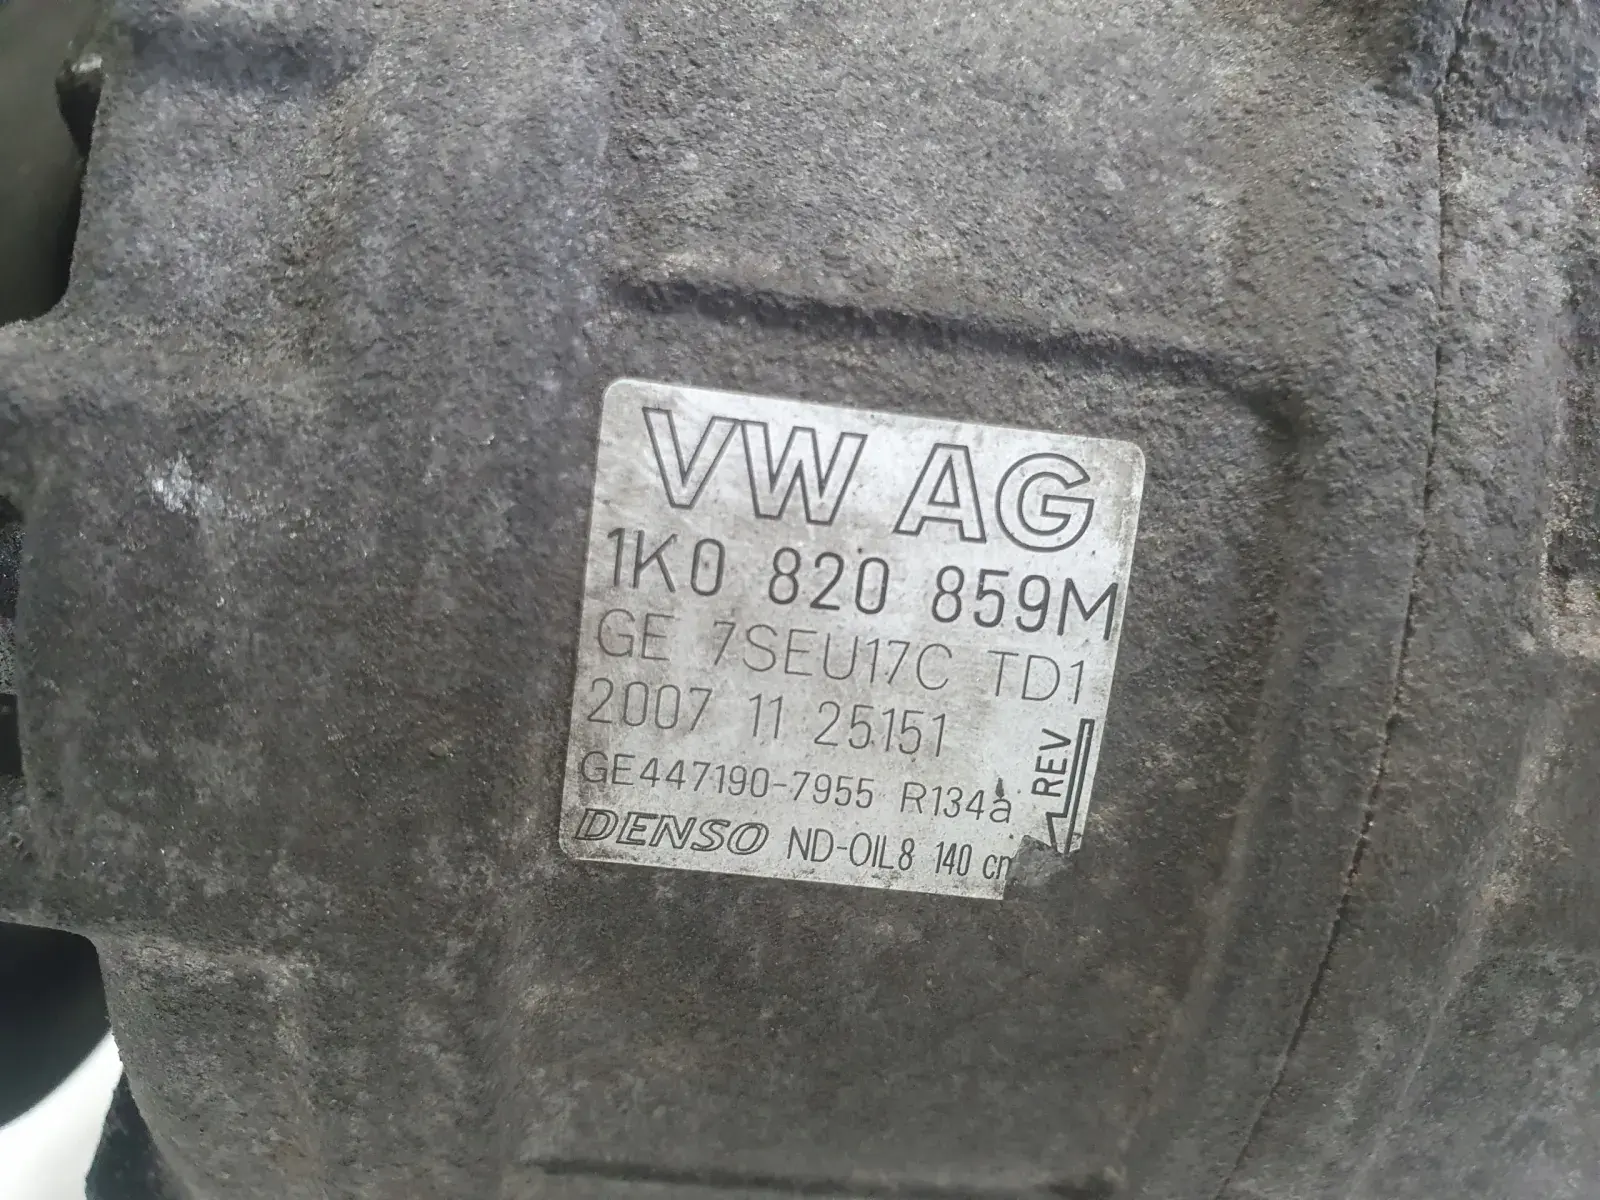 VW AG
1K0 820 859M
GE 7SEU17C TD1
2007 11 25151
REV
GE447190-7955 R134a
DENSO ND-OIL8 140